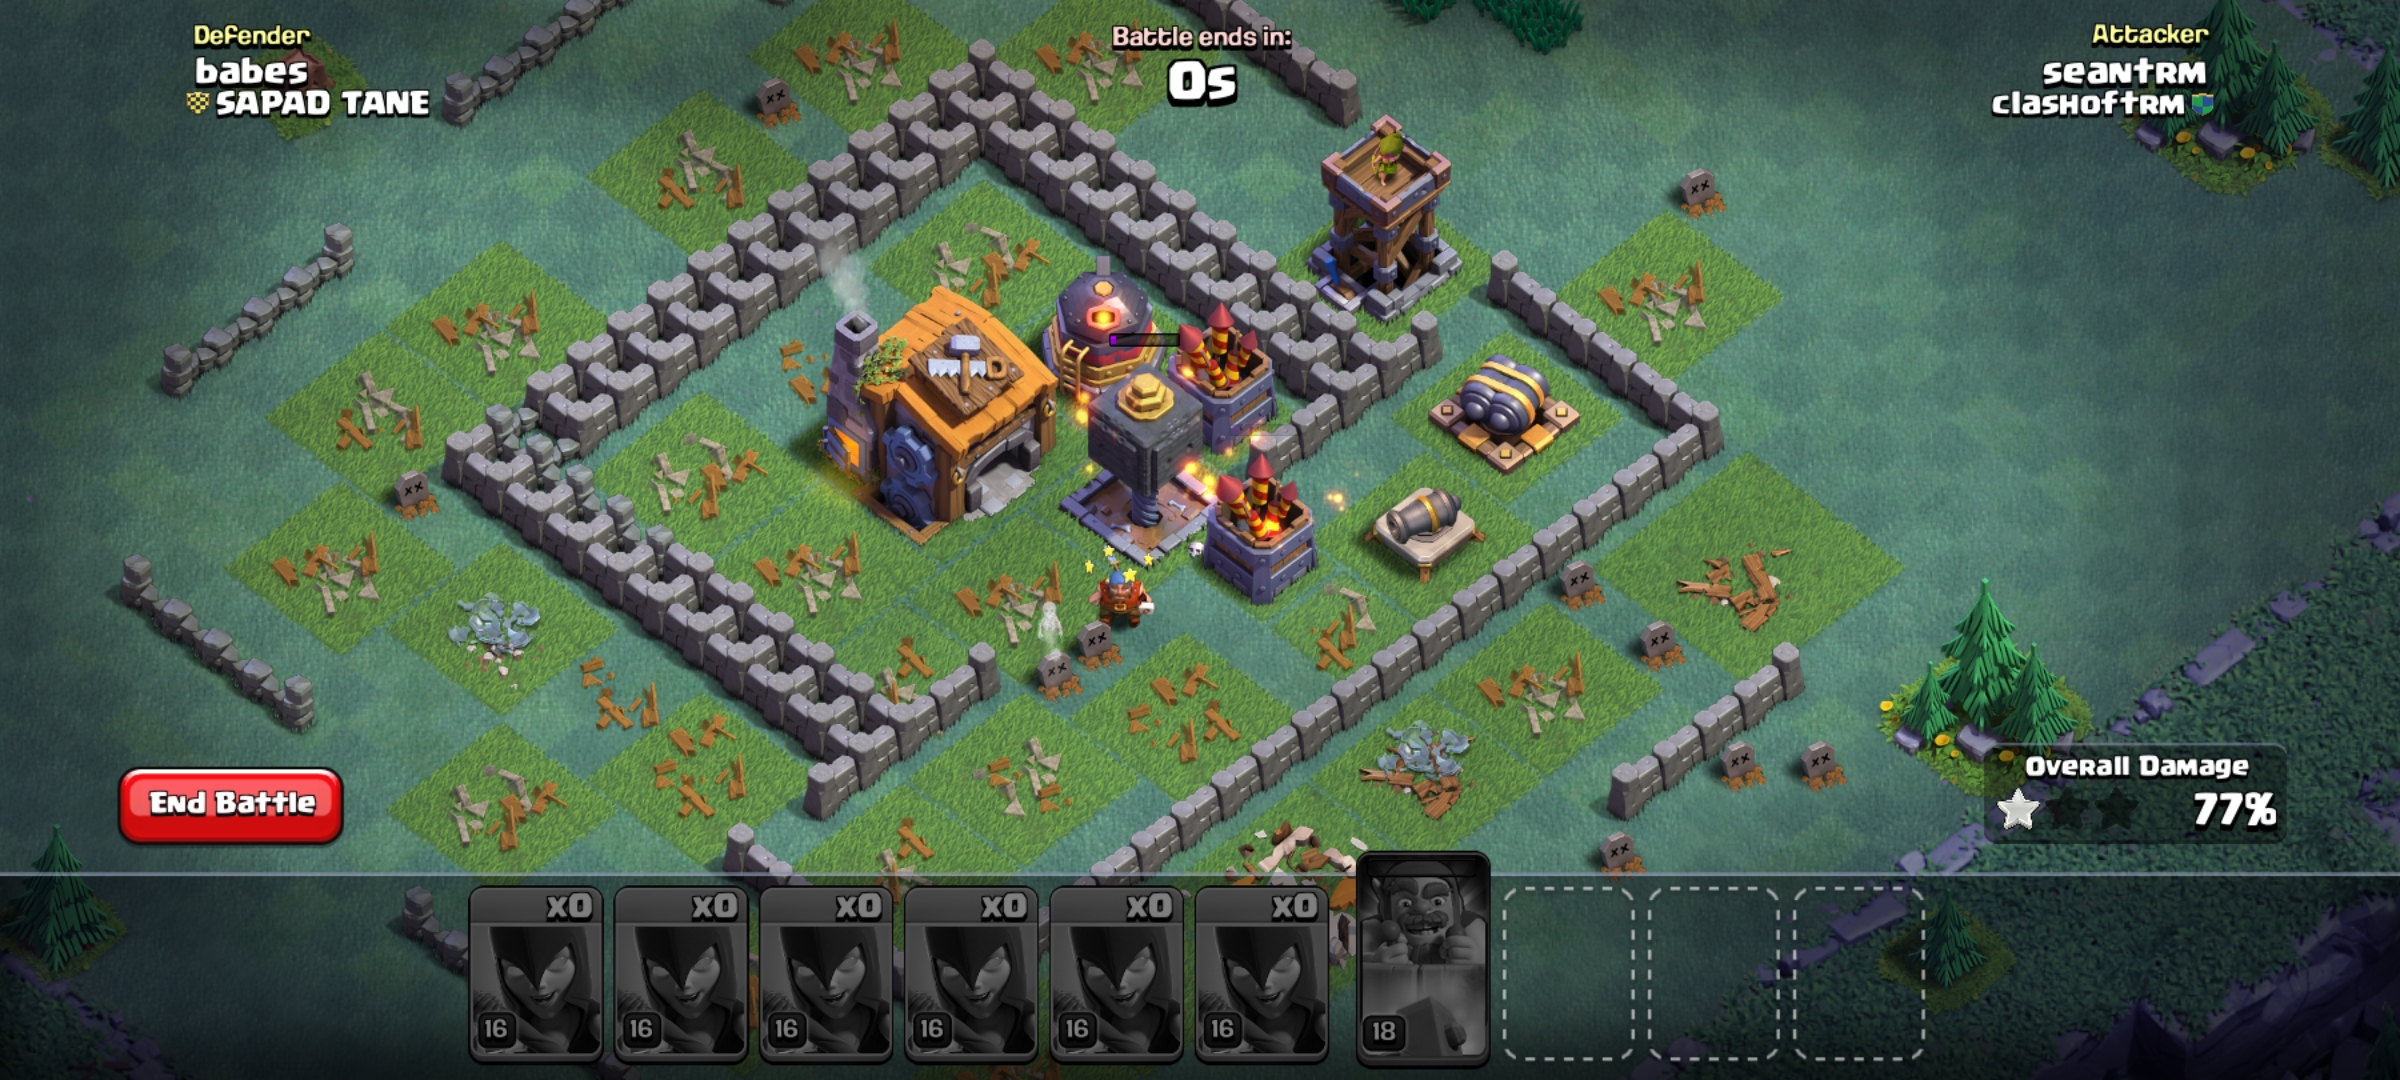 Defender
babes
SAPAD TANE
Battle ends in:
0s
Attacker
seantRM
clashoftRM
End Battle
Overall Damage
77%
x0
x0
x0
x0
x0
x0
16
16
16
16
16
16
18